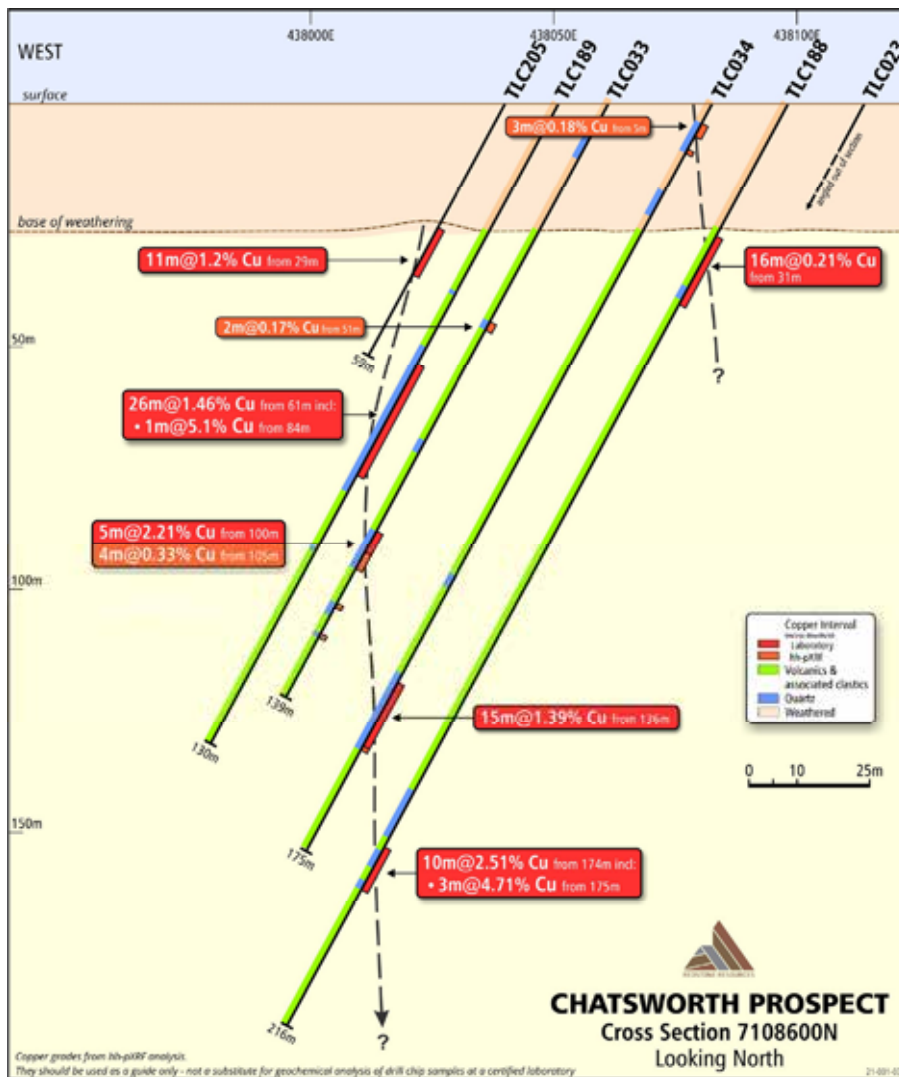 438000E
438050E
438100E
WEST
TLC205
TLC189
TLC033
TLC034
TLC188
TLC023
surface
3m@0.18% Cu from 5m
angled out of section
base of weathering
11m@1.2% Cu from 29m
16m@0.21% Cu
from 31m
2m@0.17% Cu from 51m
50m
59m
?
26m@1.46% Cu from 61m incl:
• 1m@5.1% Cu from 84m
5m@2.21% Cu from 100m
4m@0.33% Cu from 105m
100m
Copper Interval
Laboratory
hh-pXRF
Volcanics &
associated clastics
Quartz
Weathered
139m
15m@1.39% Cu from 136m
130m
0 10 25m
150m
175m
10m@2.51% Cu from 174m incl:
• 3m@4.71% Cu from 175m
REDSTONE RESOURCES
216m
?
CHATSWORTH PROSPECT
Cross Section 7108600N
Looking North
Copper grades from hh-pXRF analysis.
They should be used as a guide only - not a substitute for geochemical analysis of drill chip samples at a certified laboratory